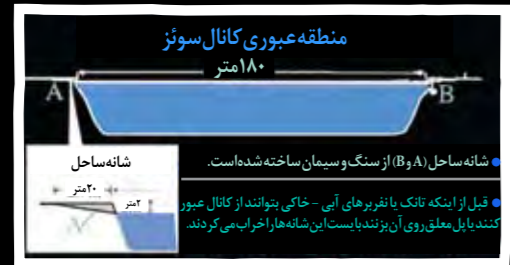 منطقه عبوری کانال سوئز
۱۸۰متر
A
B
شانه ساحل
۲۰متر
۲متر
شانه ساحل (A و B) از سنگ و سیمان ساخته شده است.
قبل از اینکه تانک یا نفربرهای آبی - خاکی بتوانند از کانال عبور
کنند یا پل معلق روی آن بزنند بایست این شانه‌ها را خراب می کردند.